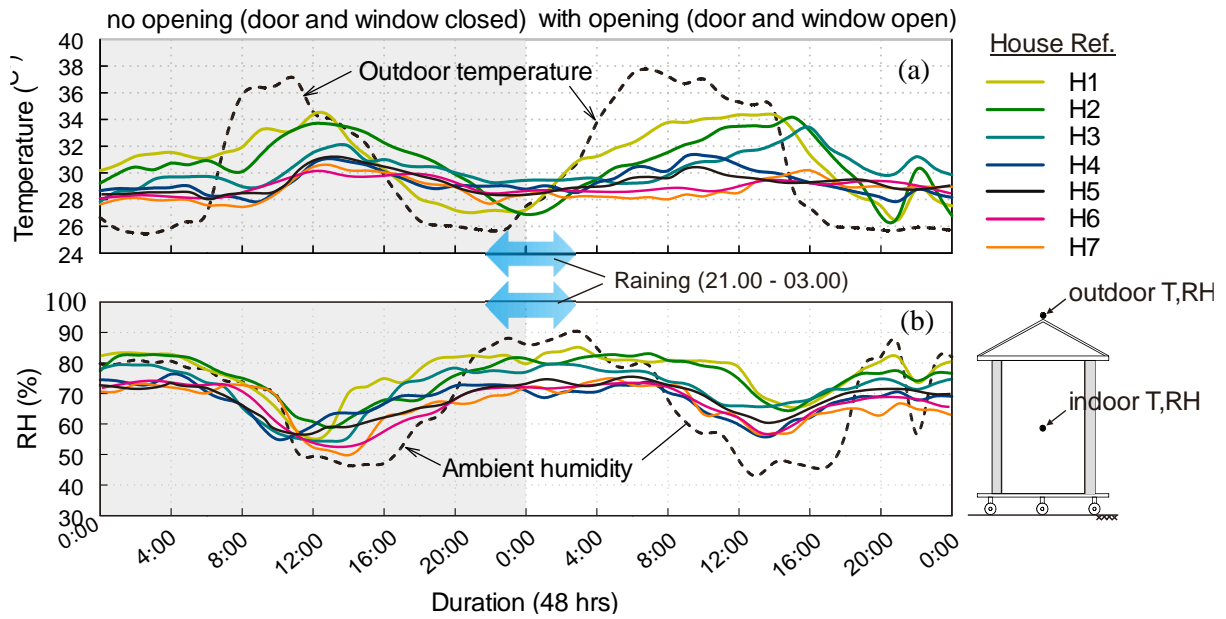 no opening (door and window closed) with opening (door and window open)
40
38
36
34
32
30
28
26
24
Temperature (
Outdoor temperature
(a)
House Ref.
H1
H2
H3
H4
H5
H6
H7
Raining (21.00 - 03.00)
100
90
80
70
60
50
40
30
RH (%)
(b)
Ambient humidity
outdoor T,RH
indoor T,RH
0:00 4:00 8:00 12:00 16:00 20:00 0:00 4:00 8:00 12:00 16:00 20:00 0:00
Duration (48 hrs)